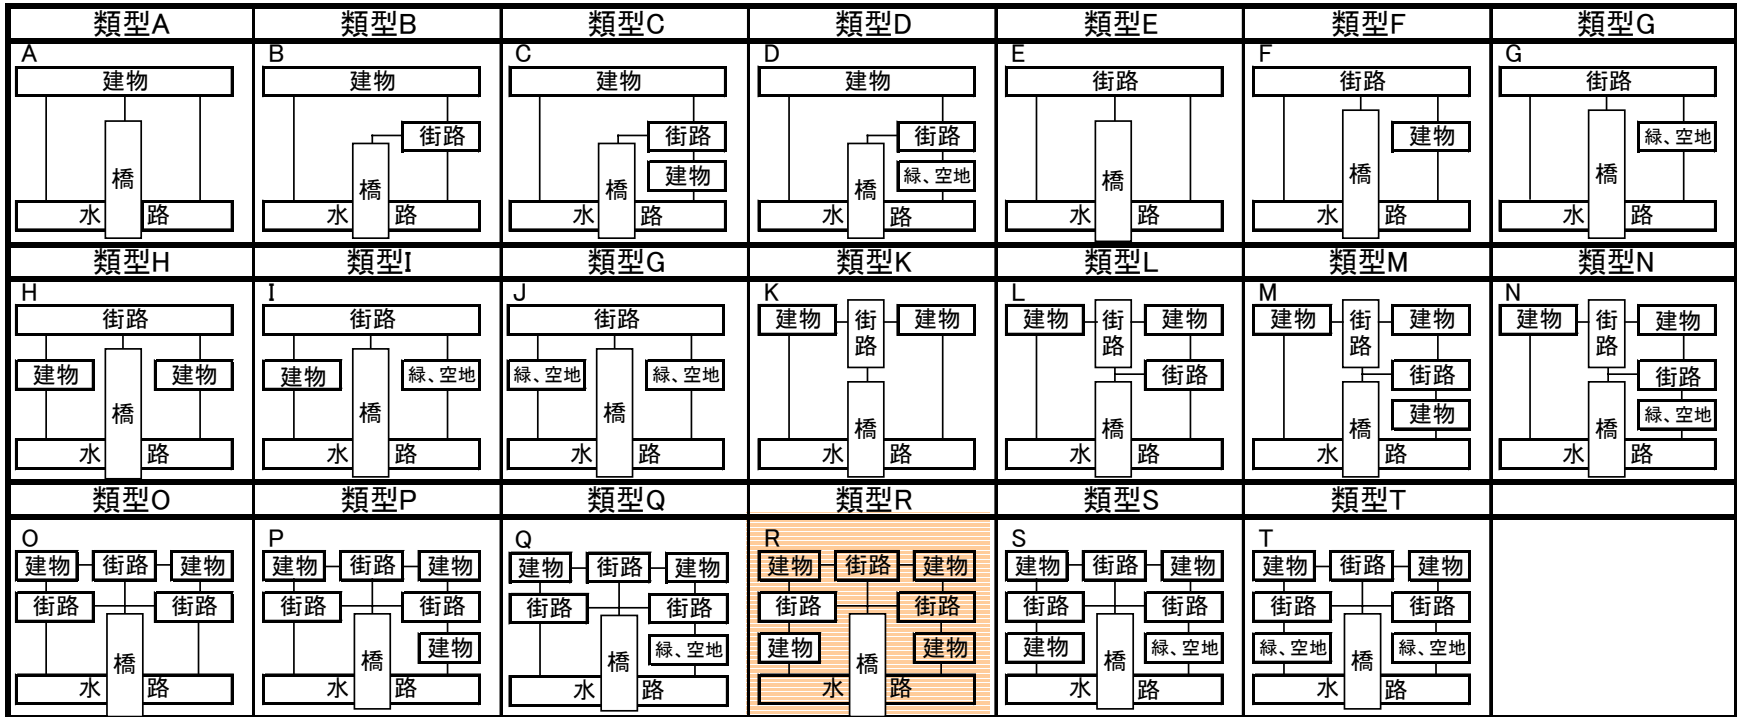 類型A 類型B 類型C 類型D 類型E 類型F 類型G
A B C D E F G
建物 建物 建物 建物 街路 街路 街路
街路 街路 街路 建物 緑、空地
建物 緑、空地
橋 橋 橋 橋 橋 橋 橋
水 路 水 路 水 路 水 路 水 路 水 路 水 路
類型H 類型I 類型G 類型K 類型L 類型M 類型N
H I J K L M N
街路 街路 街路 建物 街路 建物 建物 街路 建物 建物 街路 建物 建物 街路 建物
建物 建物 建物 緑、空地 緑、空地 緑、空地 街路 街路 街路
建物 緑、空地
橋 橋 橋 橋 橋 橋 橋
水 路 水 路 水 路 水 路 水 路 水 路 水 路
類型O 類型P 類型Q 類型R 類型S 類型T
O P Q R S T
建物 街路 建物 建物 街路 建物 建物 街路 建物 建物 街路 建物 建物 街路 建物 建物 街路 建物
街路 街路 街路 街路 街路 街路 街路 街路 街路 街路 街路 街路
建物 緑、空地 建物 建物 建物 緑、空地 緑、空地 緑、空地
橋 橋 橋 橋 橋 橋
水 路 水 路 水 路 水 路 水 路 水 路